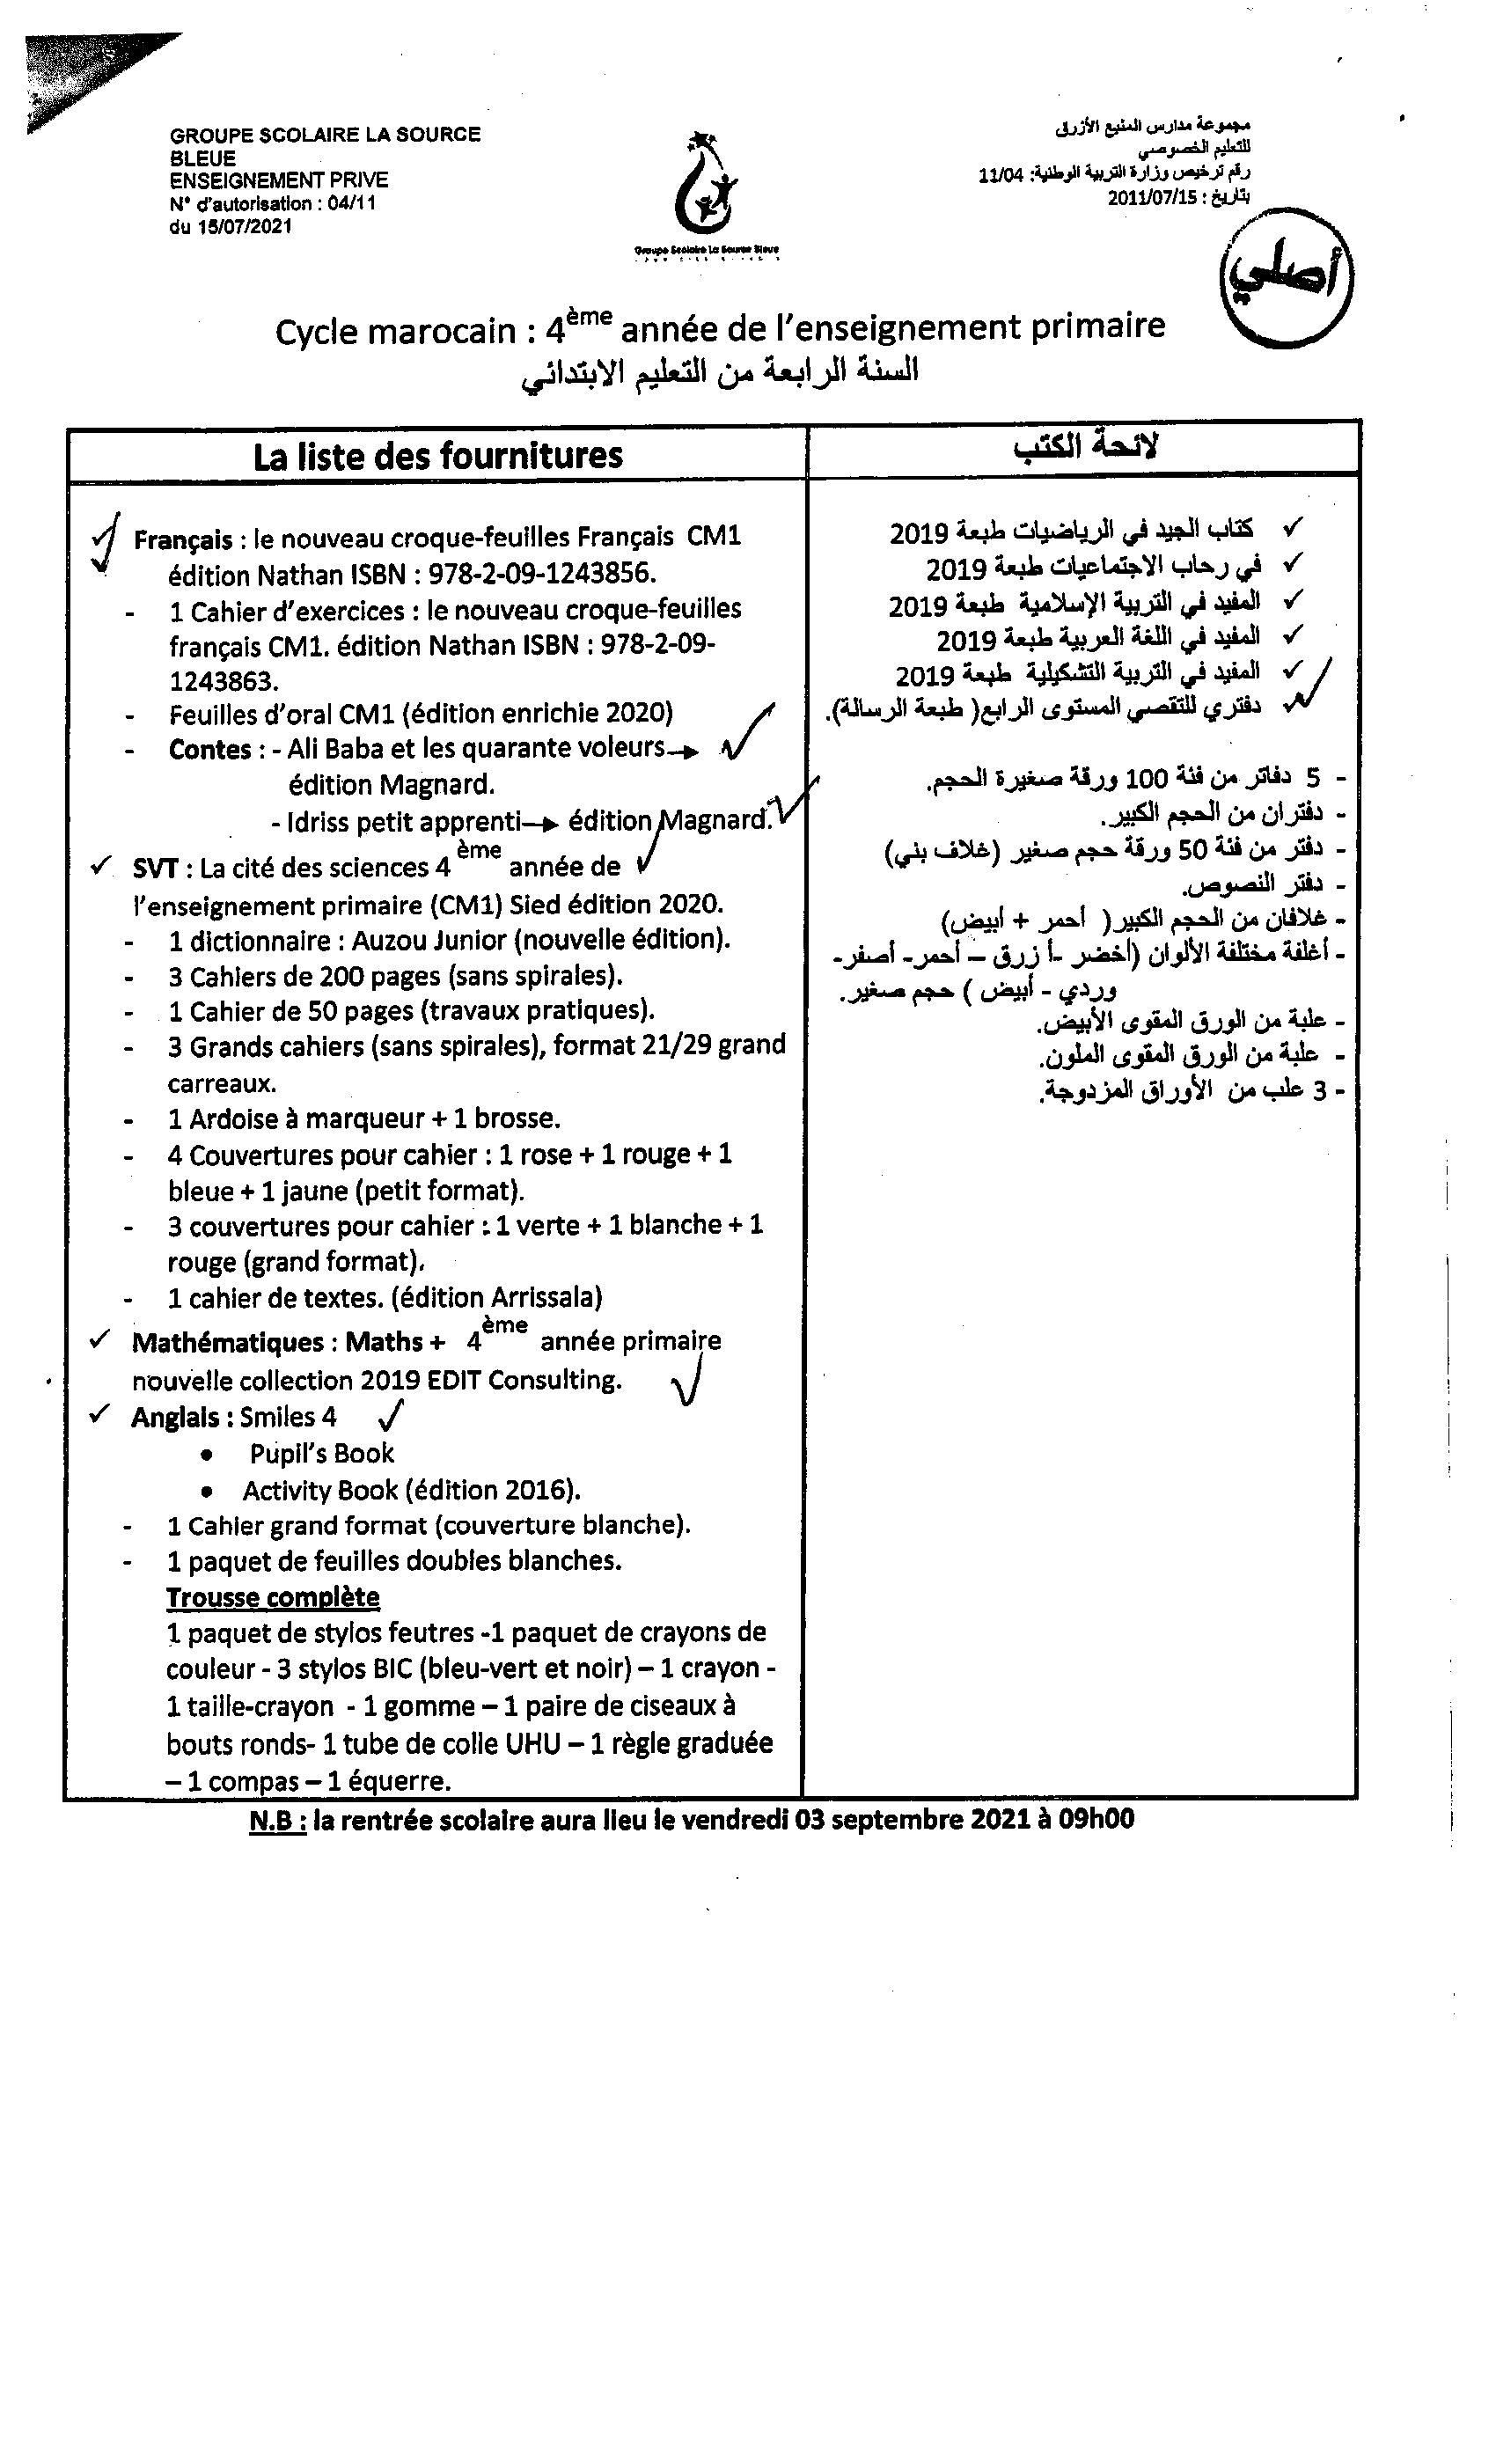 GROUPE SCOLAIRE LA SOURCE
BLEUE
ENSEIGNEMENT PRIVE
N° d'autorisation : 04/11
du 15/07/2021
Groupe Scolaire La Source Bleue
مجموعة مدارس المنبع الأزرق
للتعليم الخصوصي
رقم ترخيص وزارة التربية الوطنية: 11/04
بتاريخ : 2011/07/15
أصلي
Cycle marocain : 4ème année de l'enseignement primaire
السنة الرابعة من التعليم الابتدائي
La liste des fournitures
✓ Français : le nouveau croque-feuilles Français CM1
édition Nathan ISBN : 978-2-09-1243856.
- 1 Cahier d'exercices : le nouveau croque-feuilles
français CM1. édition Nathan ISBN : 978-2-09-
1243863.
- Feuilles d'oral CM1 (édition enrichie 2020)
- Contes : - Ali Baba et les quarante voleurs→
édition Magnard.
- Idriss petit apprenti→ édition Magnard.
✓ SVT : La cité des sciences 4ème année de
l'enseignement primaire (CM1) Sied édition 2020.
- 1 dictionnaire : Auzou Junior (nouvelle édition).
- 3 Cahiers de 200 pages (sans spirales).
- 1 Cahier de 50 pages (travaux pratiques).
- 3 Grands cahiers (sans spirales), format 21/29 grand
carreaux.
- 1 Ardoise à marqueur + 1 brosse.
- 4 Couvertures pour cahier : 1 rose + 1 rouge + 1
bleue + 1 jaune (petit format).
- 3 couvertures pour cahier : 1 verte + 1 blanche + 1
rouge (grand format).
- 1 cahier de textes. (édition Arrissala)
✓ Mathématiques : Maths + 4ème année primaire
nouvelle collection 2019 EDIT Consulting.
✓ Anglais : Smiles 4
• Pupil's Book
• Activity Book (édition 2016).
- 1 Cahier grand format (couverture blanche).
- 1 paquet de feuilles doubles blanches.
Trousse complète
1 paquet de stylos feutres -1 paquet de crayons de
couleur - 3 stylos BIC (bleu-vert et noir) – 1 crayon -
1 taille-crayon - 1 gomme – 1 paire de ciseaux à
bouts ronds- 1 tube de colle UHU – 1 règle graduée
– 1 compas – 1 équerre.
لائحة الكتب
✓ كتاب الجيد في الرياضيات طبعة 2019
✓ في رحاب الاجتماعيات طبعة 2019
✓ المفيد في التربية الإسلامية طبعة 2019
✓ المفيد في اللغة العربية طبعة 2019
✓ المفيد في التربية التشكيلية طبعة 2019
✓ دفتري للتقصي المستوى الرابع( طبعة الرسالة).
- 5 دفاتر من فئة 100 ورقة صغيرة الحجم.
- دفتران من الحجم الكبير.
- دفتر من فئة 50 ورقة حجم صغير (غلاف بني)
- دفتر النصوص.
- غلافان من الحجم الكبير( أحمر + أبيض)
- أغلفة مختلفة الألوان (أخضر -أ زرق – أحمر- أصفر-
وردي - أبيض ) حجم صغير.
- علبة من الورق المقوى الأبيض.
- علبة من الورق المقوى الملون.
- 3 علب من الأوراق المزدوجة.
N.B : la rentrée scolaire aura lieu le vendredi 03 septembre 2021 à 09h00